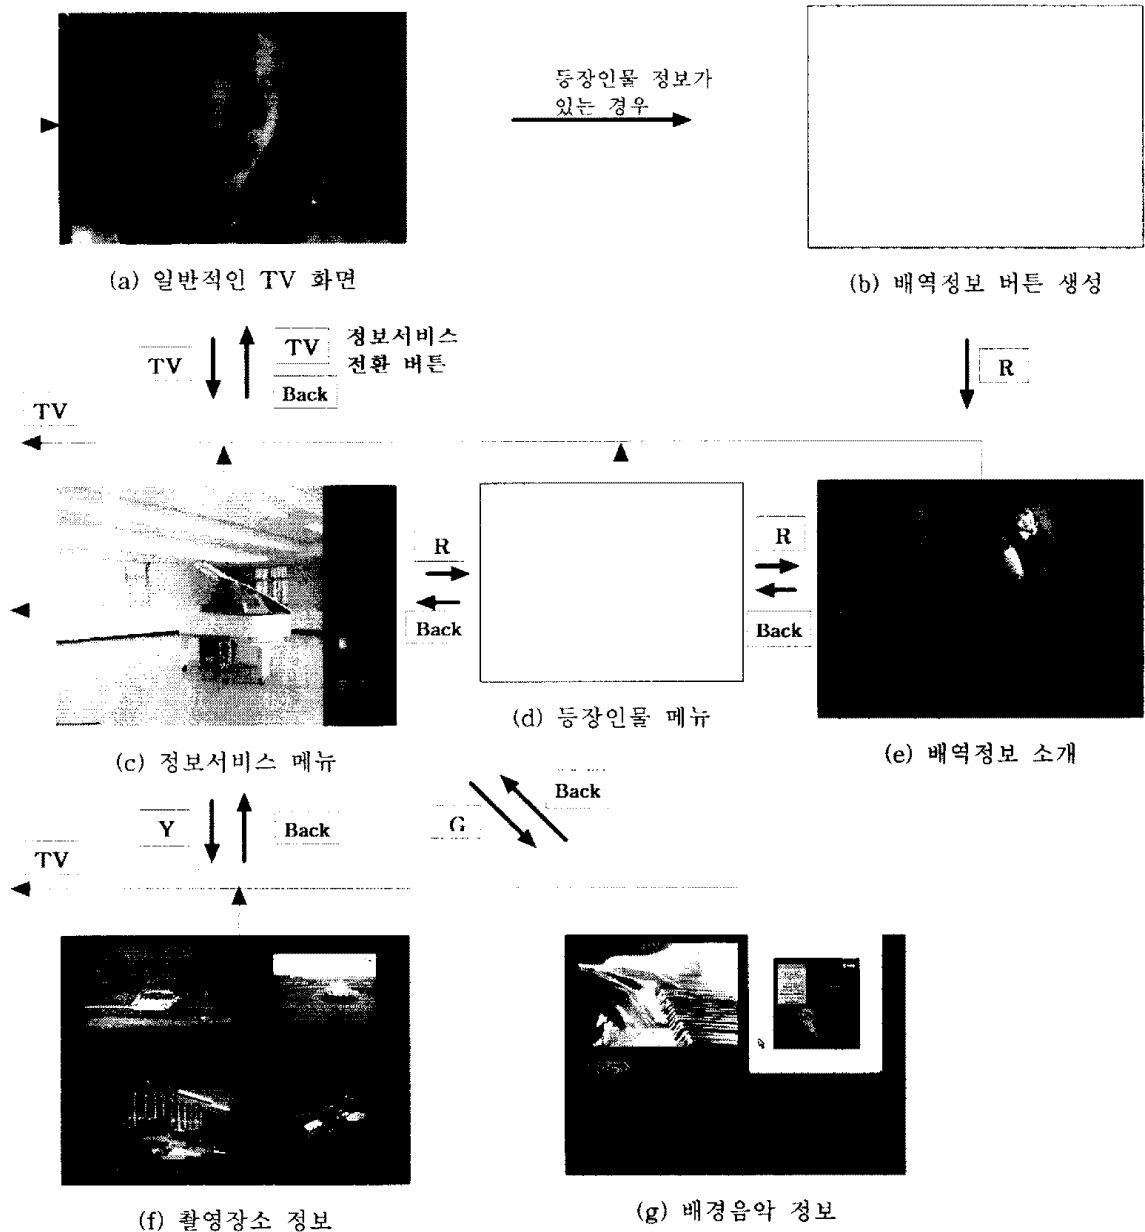 등장인물 정보가
있는 경우
(a) 일반적인 TV 화면
(b) 배역정보 버튼 생성
TV
TV
Back
정보서비스
전환 버튼
R
TV
R
Back
R
Back
(c) 정보서비스 메뉴
(d) 등장인물 메뉴
(e) 배역정보 소개
Y
Back
G
Back
TV
(f) 촬영장소 정보
(g) 배경음악 정보